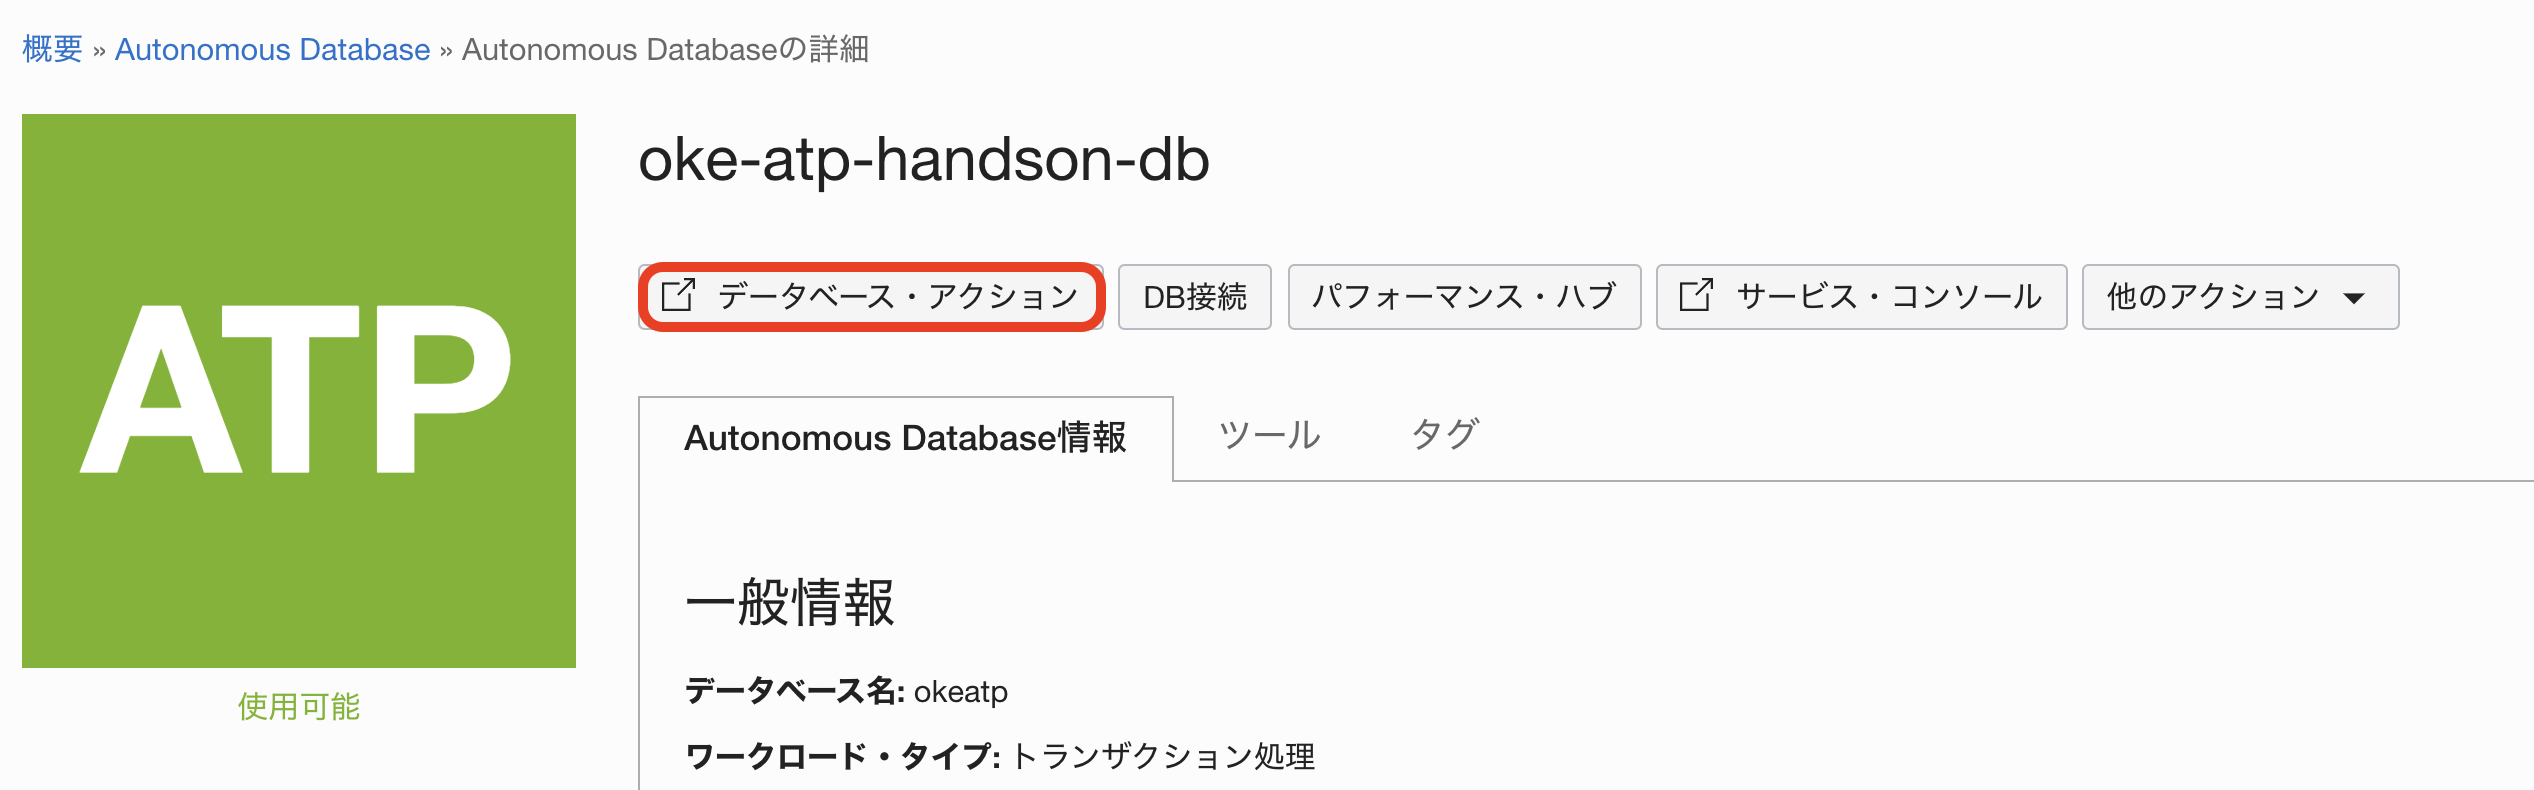 概要 » Autonomous Database » Autonomous Databaseの詳細
ATP
使用可能
oke-atp-handson-db
データベース・アクション DB接続 パフォーマンス・ハブ サービス・コンソール 他のアクション
Autonomous Database情報 ツール タグ
一般情報
データベース名: okeatp
ワークロード・タイプ: トランザクション処理